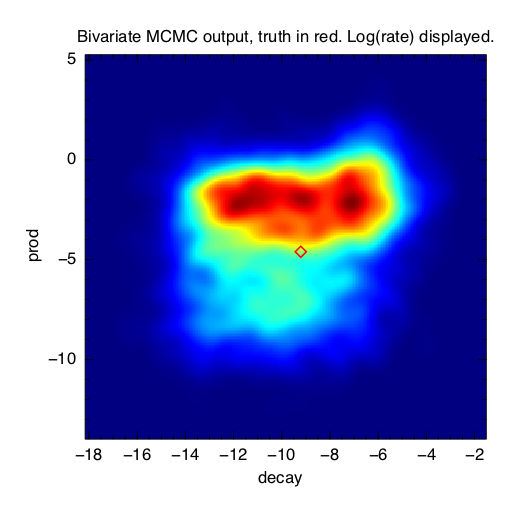 Bivariate MCMC output, truth in red. Log(rate) displayed.
5
0
−5
−10
prod
−18 −16 −14 −12 −10 −8 −6 −4 −2
decay